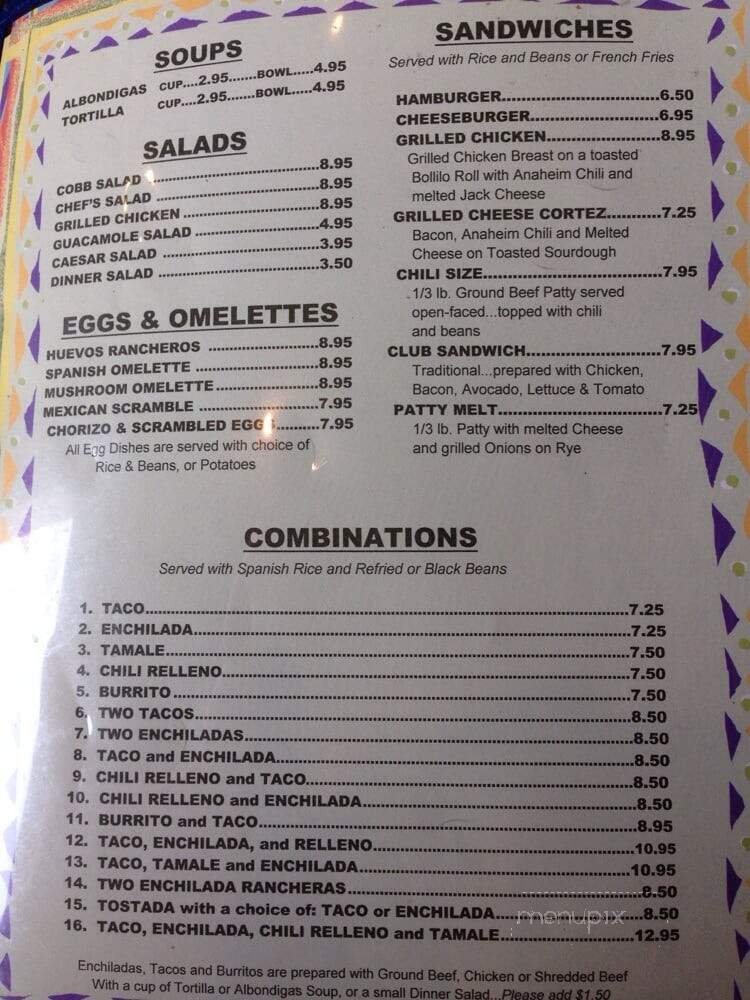 SOUPS
ALBONDIGAS CUP....2.95.......BOWL.....4.95
TORTILLA CUP....2.95.......BOWL.....4.95
SALADS
COBB SALAD ..............................8.95
CHEF'S SALAD ..............................8.95
GRILLED CHICKEN ..............................8.95
GUACAMOLE SALAD ..............................4.95
CAESAR SALAD ..............................3.95
DINNER SALAD ..............................3.50
EGGS & OMELETTES
HUEVOS RANCHEROS ......................8.95
SPANISH OMELETTE ......................8.95
MUSHROOM OMELETTE......................8.95
MEXICAN SCRAMBLE ......................7.95
CHORIZO & SCRAMBLED EGGS..........7.95
All Egg Dishes are served with choice of
Rice & Beans, or Potatoes
SANDWICHES
Served with Rice and Beans or French Fries
HAMBURGER..............................6.50
CHEESEBURGER..............................6.95
GRILLED CHICKEN......................8.95
Grilled Chicken Breast on a toasted
Bollilo Roll with Anaheim Chili and
melted Jack Cheese
GRILLED CHEESE CORTEZ...........7.25
Bacon, Anaheim Chili and Melted
Cheese on Toasted Sourdough
CHILI SIZE...................................7.95
1/3 lb. Ground Beef Patty served
open-faced...topped with chili
and beans
CLUB SANDWICH...........................7.95
Traditional...prepared with Chicken,
Bacon, Avocado, Lettuce & Tomato
PATTY MELT.................................7.25
1/3 lb. Patty with melted Cheese
and grilled Onions on Rye
COMBINATIONS
Served with Spanish Rice and Refried or Black Beans
1. TACO........................................7.25
2. ENCHILADA........................................7.25
3. TAMALE........................................7.50
4. CHILI RELLENO........................................7.50
5. BURRITO ........................................7.50
6. TWO TACOS........................................8.50
7. TWO ENCHILADAS........................................8.50
8. TACO and ENCHILADA........................................8.50
9. CHILI RELLENO and TACO........................................8.50
10. CHILI RELLENO and ENCHILADA........................................8.50
11. BURRITO and TACO........................................8.95
12. TACO, ENCHILADA, and RELLENO........................................10.95
13. TACO, TAMALE and ENCHILADA........................................10.95
14. TWO ENCHILADA RANCHERAS........................................8.50
15. TOSTADA with a choice of: TACO or ENCHILADA..............................8.50
16. TACO, ENCHILADA, CHILI RELLENO and TAMALE..............................12.95
menupix
Enchiladas, Tacos and Burritos are prepared with Ground Beef, Chicken or Shredded Beef
With a cup of Tortilla or Albondigas Soup, or a small Dinner Salad...Please add $1.50